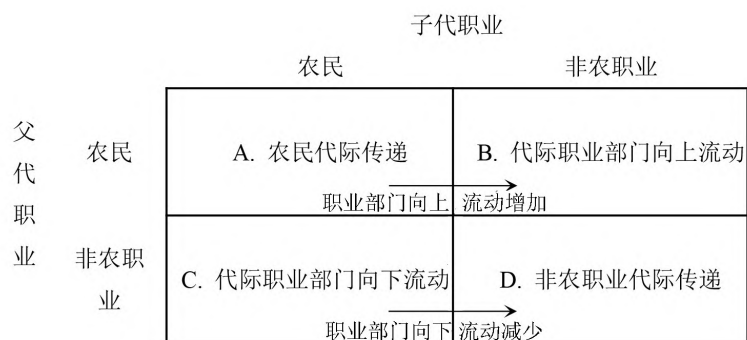 子代职业
农民
非农职业
父代职业
农民
A. 农民代际传递
B. 代际职业部门向上流动
职业部门向上 流动增加
非农职业
C. 代际职业部门向下流动
D. 非农职业代际传递
职业部门向下 流动减少